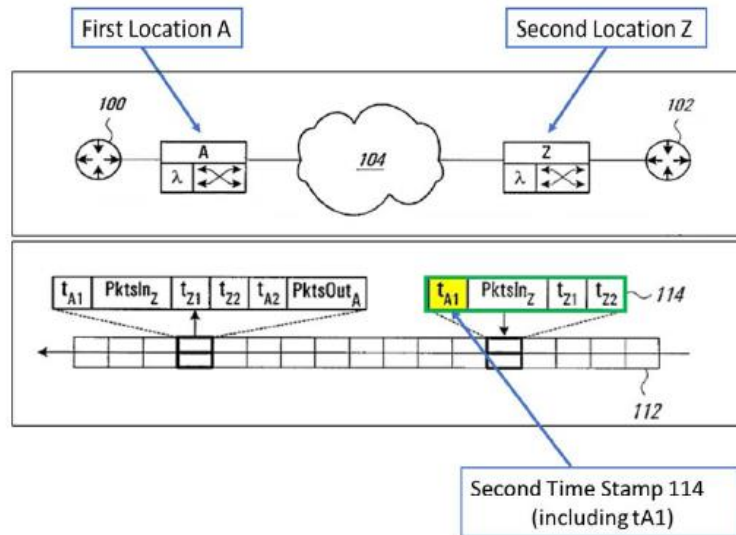 First Location A
Second Location Z
100
102
A
Z
λ
λ
104
tA1 PktsInZ tZ1 tZ2 tA2 PktsOutA
tA1 PktsInZ tZ1 tZ2
114
112
Second Time Stamp 114
(including tA1)